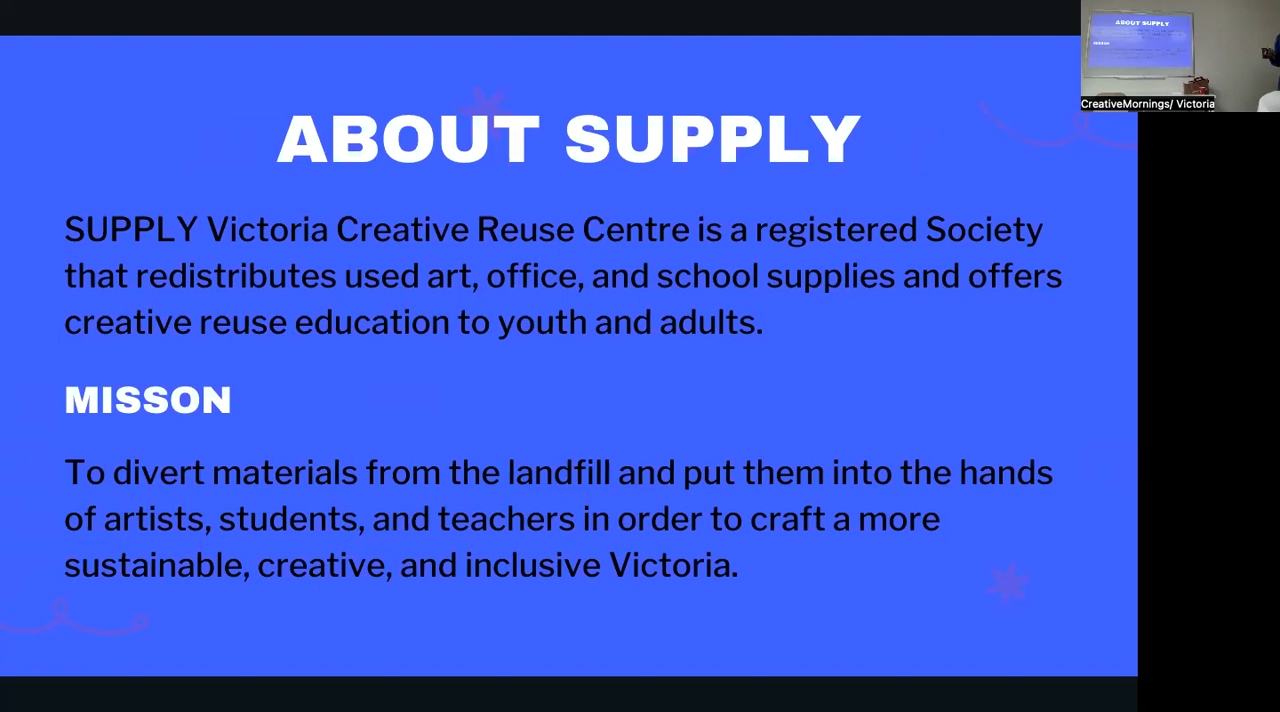 ABOUT SUPPLY
SUPPLY Victoria Creative Reuse Centre is a registered Society
that redistributes used art, office, and school supplies and offers
creative reuse education to youth and adults.
MISSON
To divert materials from the landfill and put them into the hands
of artists, students, and teachers in order to craft a more
sustainable, creative, and inclusive Victoria.
ABOUT SUPPLY
CreativeMornings/ Victoria